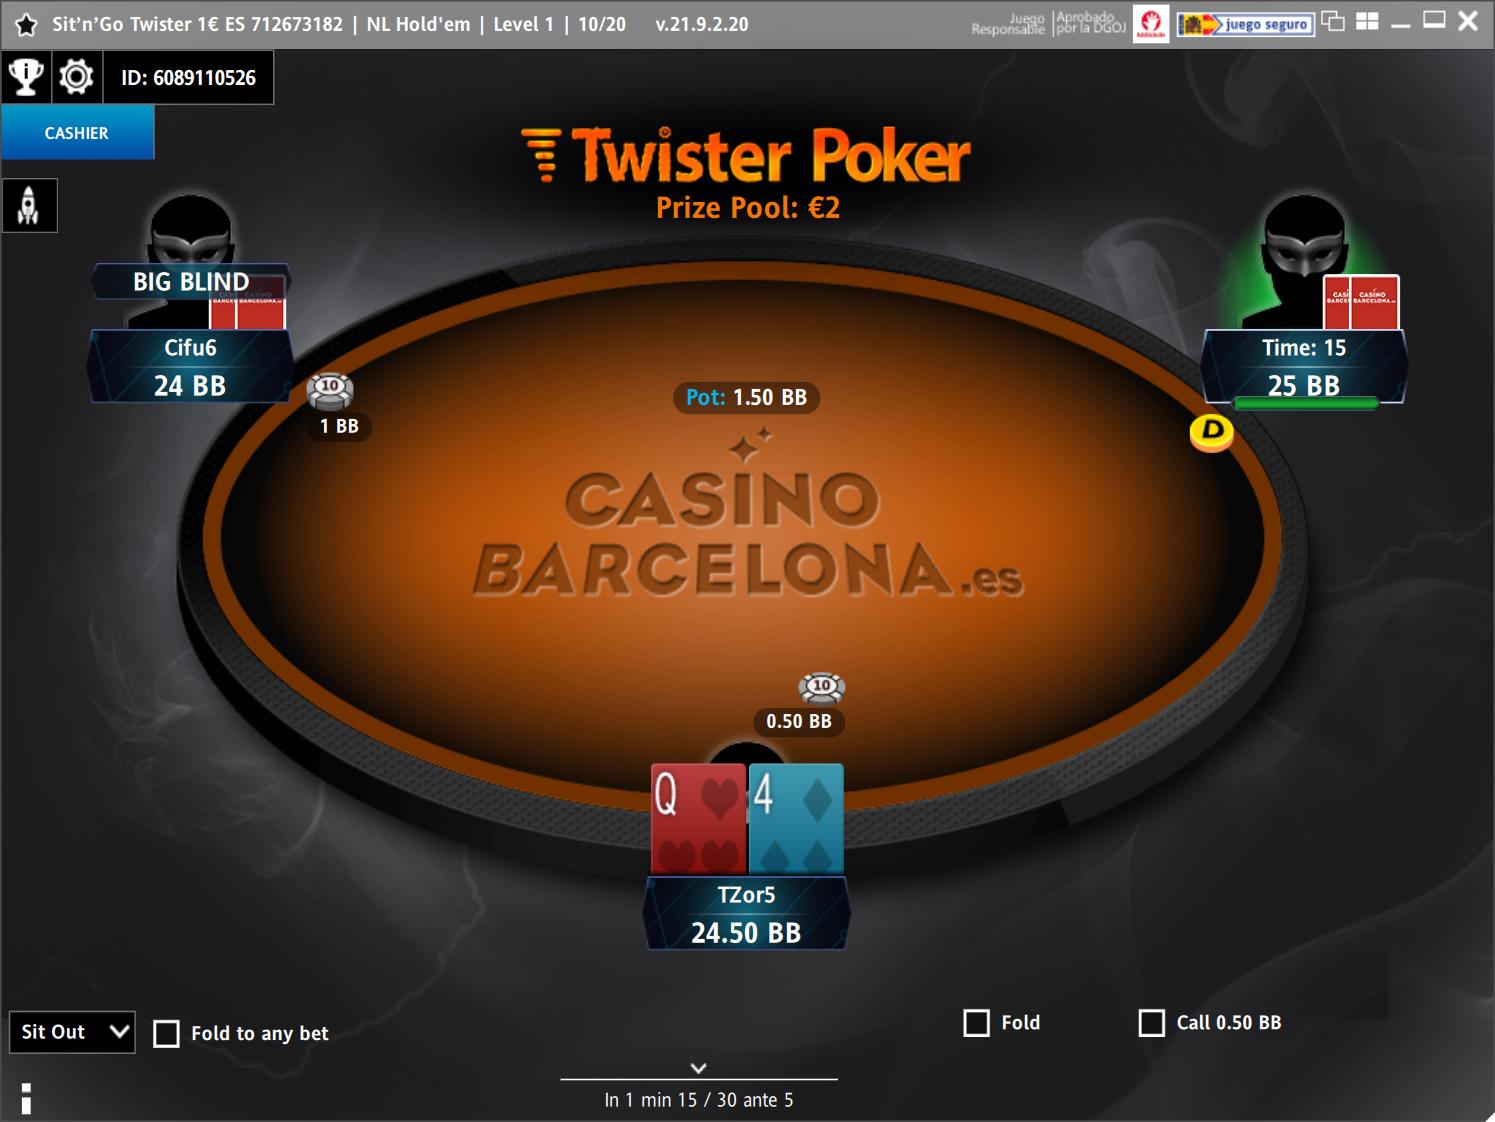 Sit'n'Go Twister 1€ ES 712673182 | NL Hold'em | Level 1 | 10/20 v.21.9.2.20
Juego Responsable
Aprobado por la DGOJ
juego seguro
ID: 6089110526
CASHIER
Twister Poker
Prize Pool: €2
BIG BLIND
CASINO BARCELONA.es
Cifu6
24 BB
Time: 15
25 BB
10
1 BB
Pot: 1.50 BB
D
CASINO
BARCELONA.es
10
0.50 BB
Q
4
TZor5
24.50 BB
Sit Out
Fold to any bet
Fold
Call 0.50 BB
In 1 min 15 / 30 ante 5